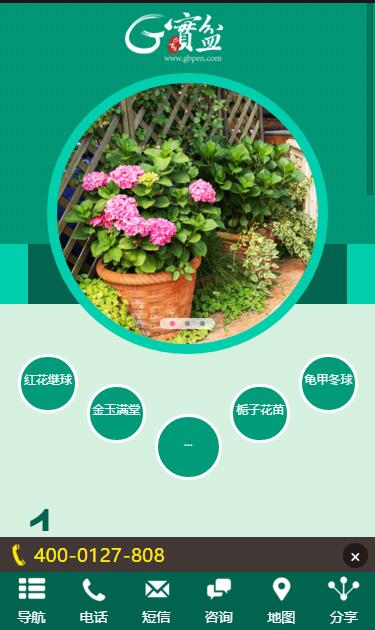 G寶盆
www.gbpen.com
红花继球
金玉满堂
...
栀子花苗
龟甲冬球
1
400-0127-808
×
导航
电话
短信
咨询
地图
分享